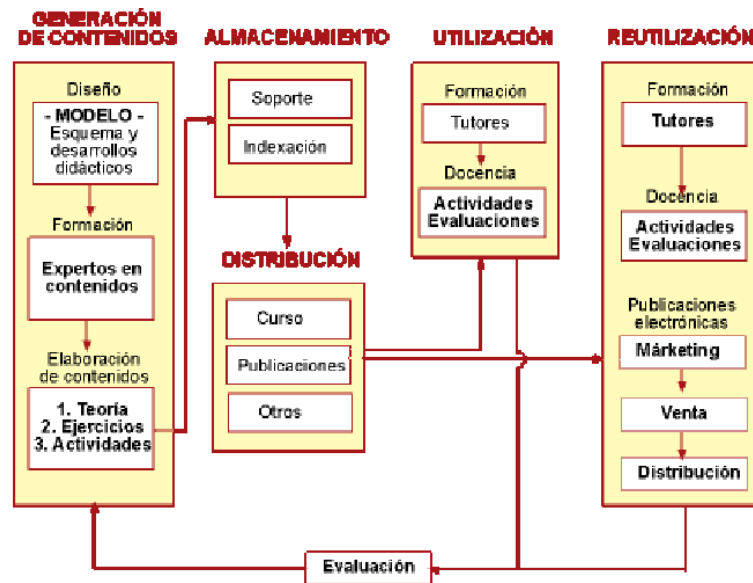 GENERACIÓN
DE CONTENIDOS
Diseño
- MODELO -
Esquema y
desarrollos
didácticos
Formación
Expertos en
contenidos
Elaboración
de contenidos
1. Teoría
2. Ejercicios
3. Actividades
ALMACENAMIENTO
Soporte
Indexación
DISTRIBUCIÓN
Curso
Publicaciones
Otros
UTILIZACIÓN
Formación
Tutores
Docencia
Actividades
Evaluaciones
REUTILIZACIÓN
Formación
Tutores
Docencia
Actividades
Evaluaciones
Publicaciones
electrónicas
Márketing
Venta
Distribución
Evaluación